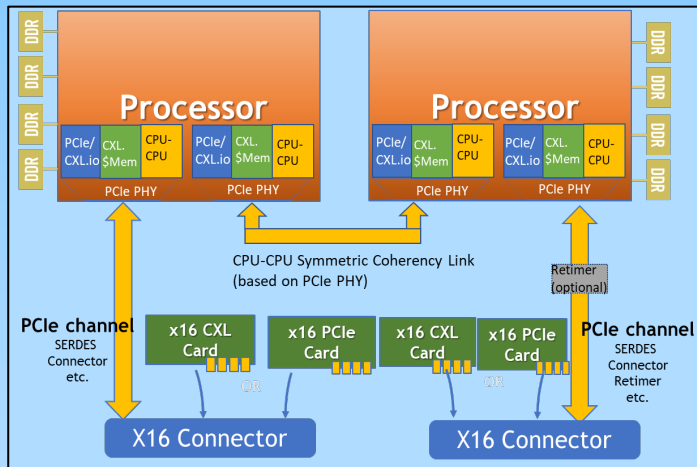 DDR
DDR
DDR
DDR
Processor
PCIe/
CXL.io
CXL.
$Mem
CPU-
CPU
PCIe/
CXL.io
CXL.
$Mem
CPU-
CPU
PCIe PHY
PCIe PHY
Processor
PCIe/
CXL.io
CXL.
$Mem
CPU-
CPU
PCIe/
CXL.io
CXL.
$Mem
CPU-
CPU
PCIe PHY
PCIe PHY
DDR
DDR
DDR
DDR
CPU-CPU Symmetric Coherency Link
(based on PCIe PHY)
Retimer
(optional)
PCIe channel
SERDES
Connector
etc.
x16 CXL
Card
OR
x16 PCIe
Card
x16 CXL
Card
OR
x16 PCIe
Card
PCIe channel
SERDES
Connector
Retimer
etc.
X16 Connector
X16 Connector